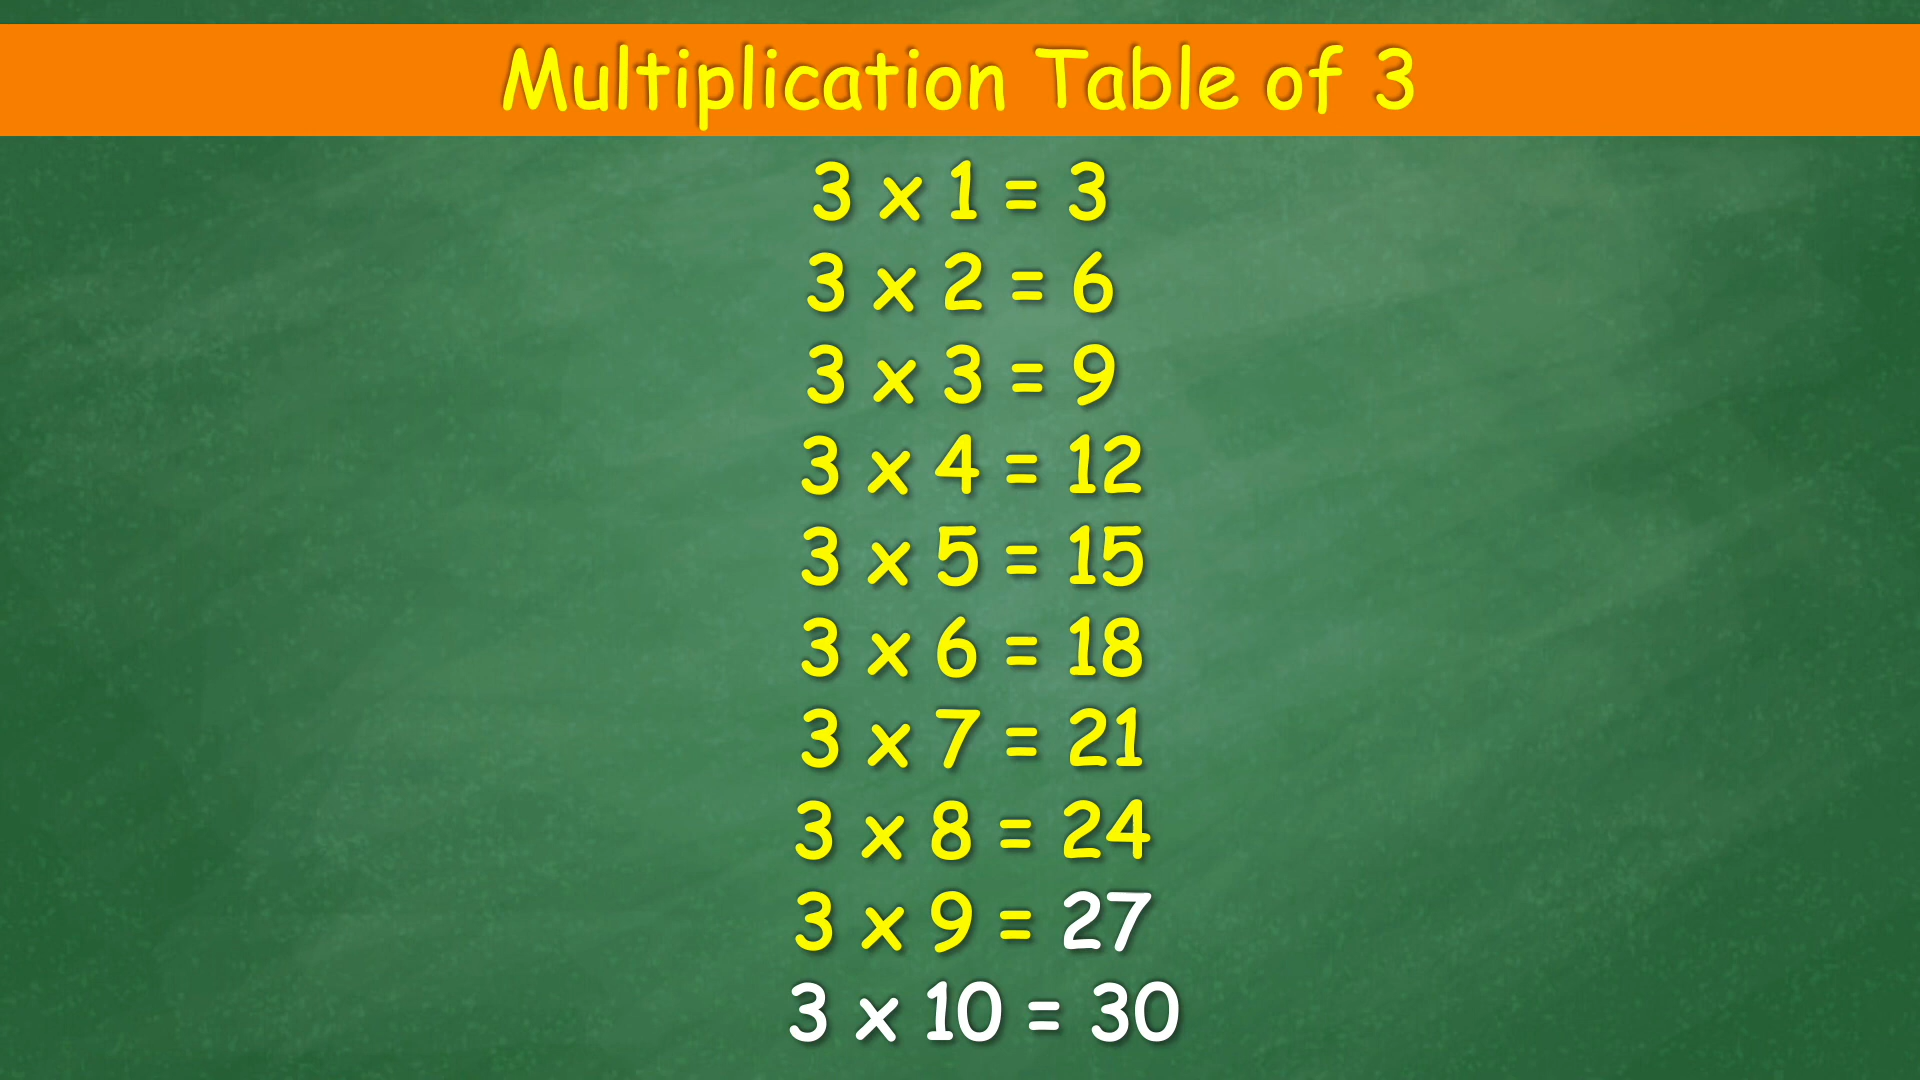 Multiplication Table of 3
3 x 1 = 3
3 x 2 = 6
3 x 3 = 9
3 x 4 = 12
3 x 5 = 15
3 x 6 = 18
3 x 7 = 21
3 x 8 = 24
3 x 9 = 27
3 x 10 = 30